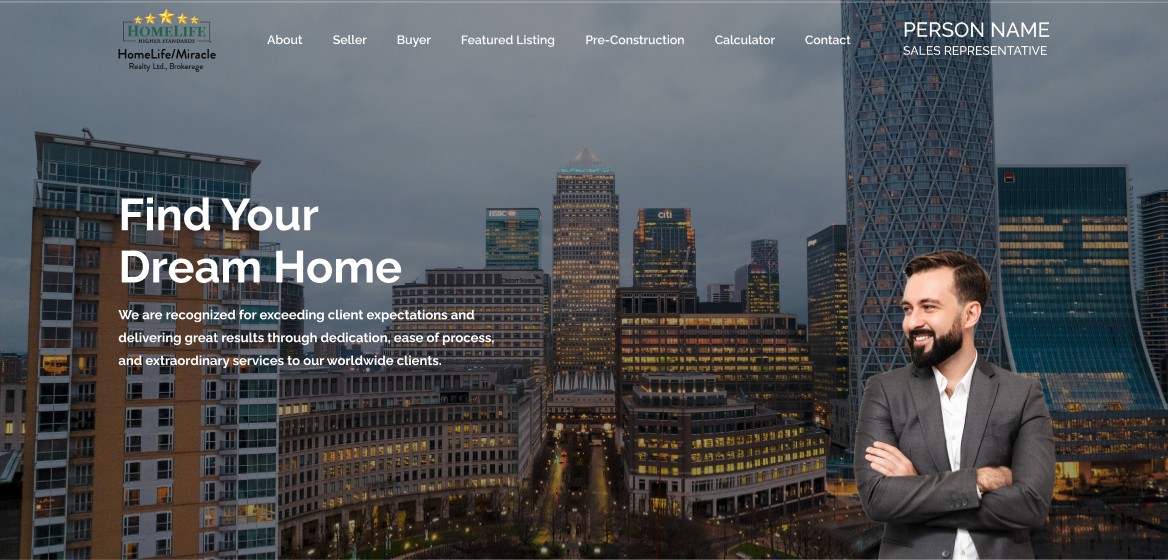 HOMELIFE
HIGHER STANDARDS
HomeLife/Miracle
Realty Ltd., Brokerage
About
Seller
Buyer
Featured Listing
Pre-Construction
Calculator
Contact
PERSON NAME
SALES REPRESENTATIVE
Find Your
Dream Home
We are recognized for exceeding client expectations and
delivering great results through dedication, ease of process,
and extraordinary services to our worldwide clients.
HSBC
citi
CREDIT SUISSE